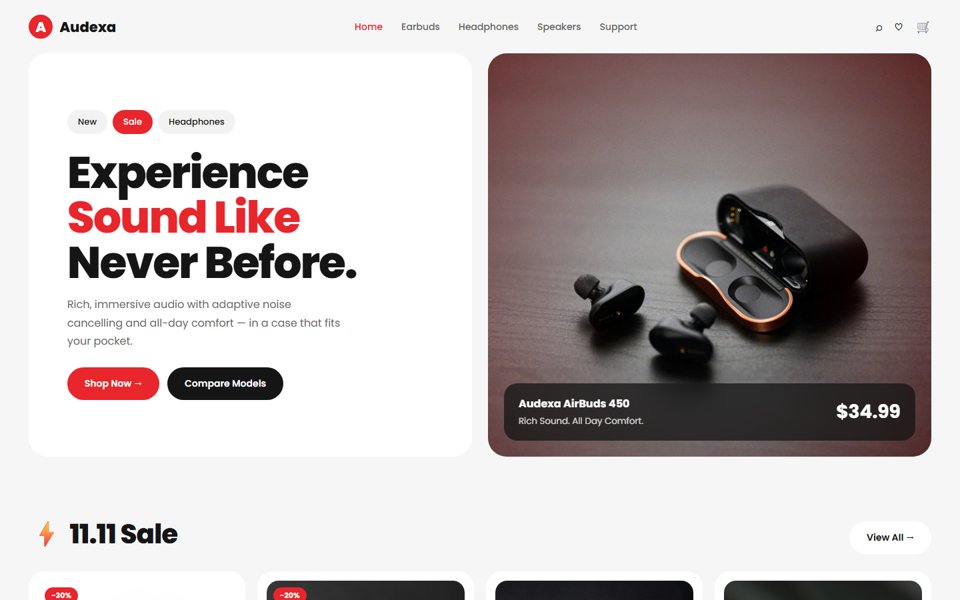 A Audexa
Home Earbuds Headphones Speakers Support
New Sale Headphones
Experience
Sound Like
Never Before.
Rich, immersive audio with adaptive noise
cancelling and all-day comfort — in a case that fits
your pocket.
Shop Now → Compare Models
Audexa AirBuds 450
Rich Sound. All Day Comfort.
$34.99
11.11 Sale
View All →
-30%
-20%